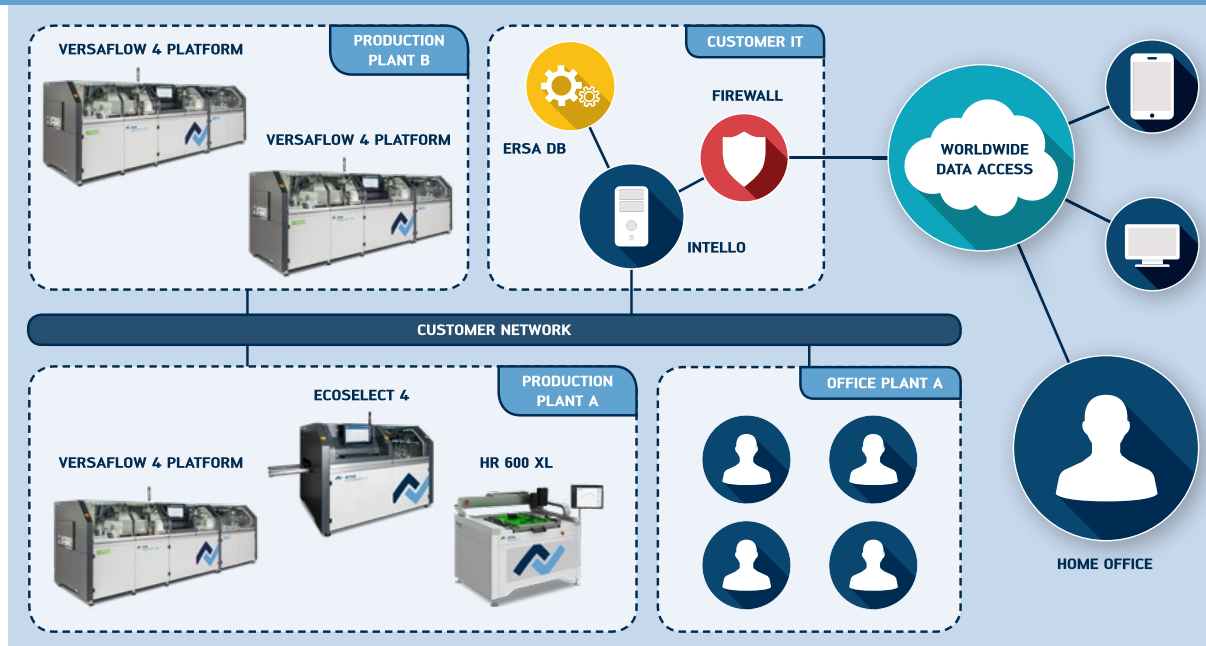 VERSAFLOW 4 PLATFORM
PRODUCTION
PLANT B
VERSAFLOW 4 PLATFORM
CUSTOMER IT
ERSA DB
FIREWALL
INTELLO
WORLDWIDE
DATA ACCESS
CUSTOMER NETWORK
PRODUCTION
PLANT A
ECOSELECT 4
VERSAFLOW 4 PLATFORM
HR 600 XL
OFFICE PLANT A
HOME OFFICE